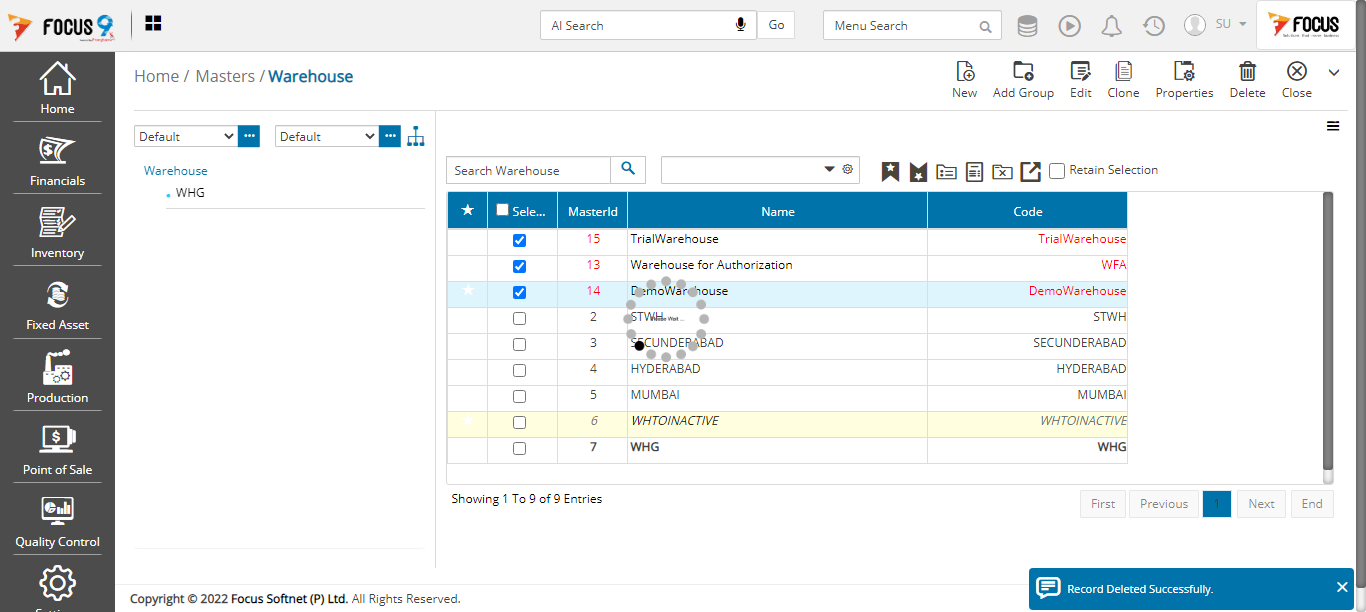 FOCUS 9
AI Search
Go
Menu Search
SU
FOCUS
Home / Masters / Warehouse
New
Add Group
Edit
Clone
Properties
Delete
Close
Home
Financials
Inventory
Fixed Asset
Production
Point of Sale
Quality Control
Default
Default
Warehouse
WHG
Search Warehouse
Retain Selection
Sele... MasterId Name Code
15 TrialWarehouse TrialWarehouse
13 Warehouse for Authorization WFA
14 DemoWarehouse DemoWarehouse
2 STWH STWH
3 SECUNDERABAD SECUNDERABAD
4 HYDERABAD HYDERABAD
5 MUMBAI MUMBAI
6 WHTOINACTIVE WHTOINACTIVE
7 WHG WHG
Showing 1 To 9 of 9 Entries
First Previous 1 Next End
Copyright © 2022 Focus Softnet (P) Ltd. All Rights Reserved.
Record Deleted Successfully.